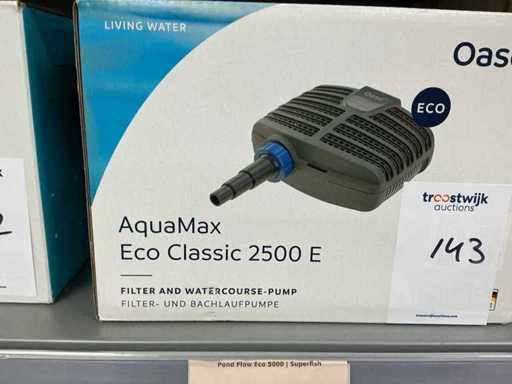 LIVING WATER
Oase
ECO
AquaMax
Eco Classic 2500 E
FILTER AND WATERCOURSE-PUMP
FILTER- UND BACHLAUFPUMPE
troostwijk
auctions
143
Pond Flow Eco 5000 | Superfish